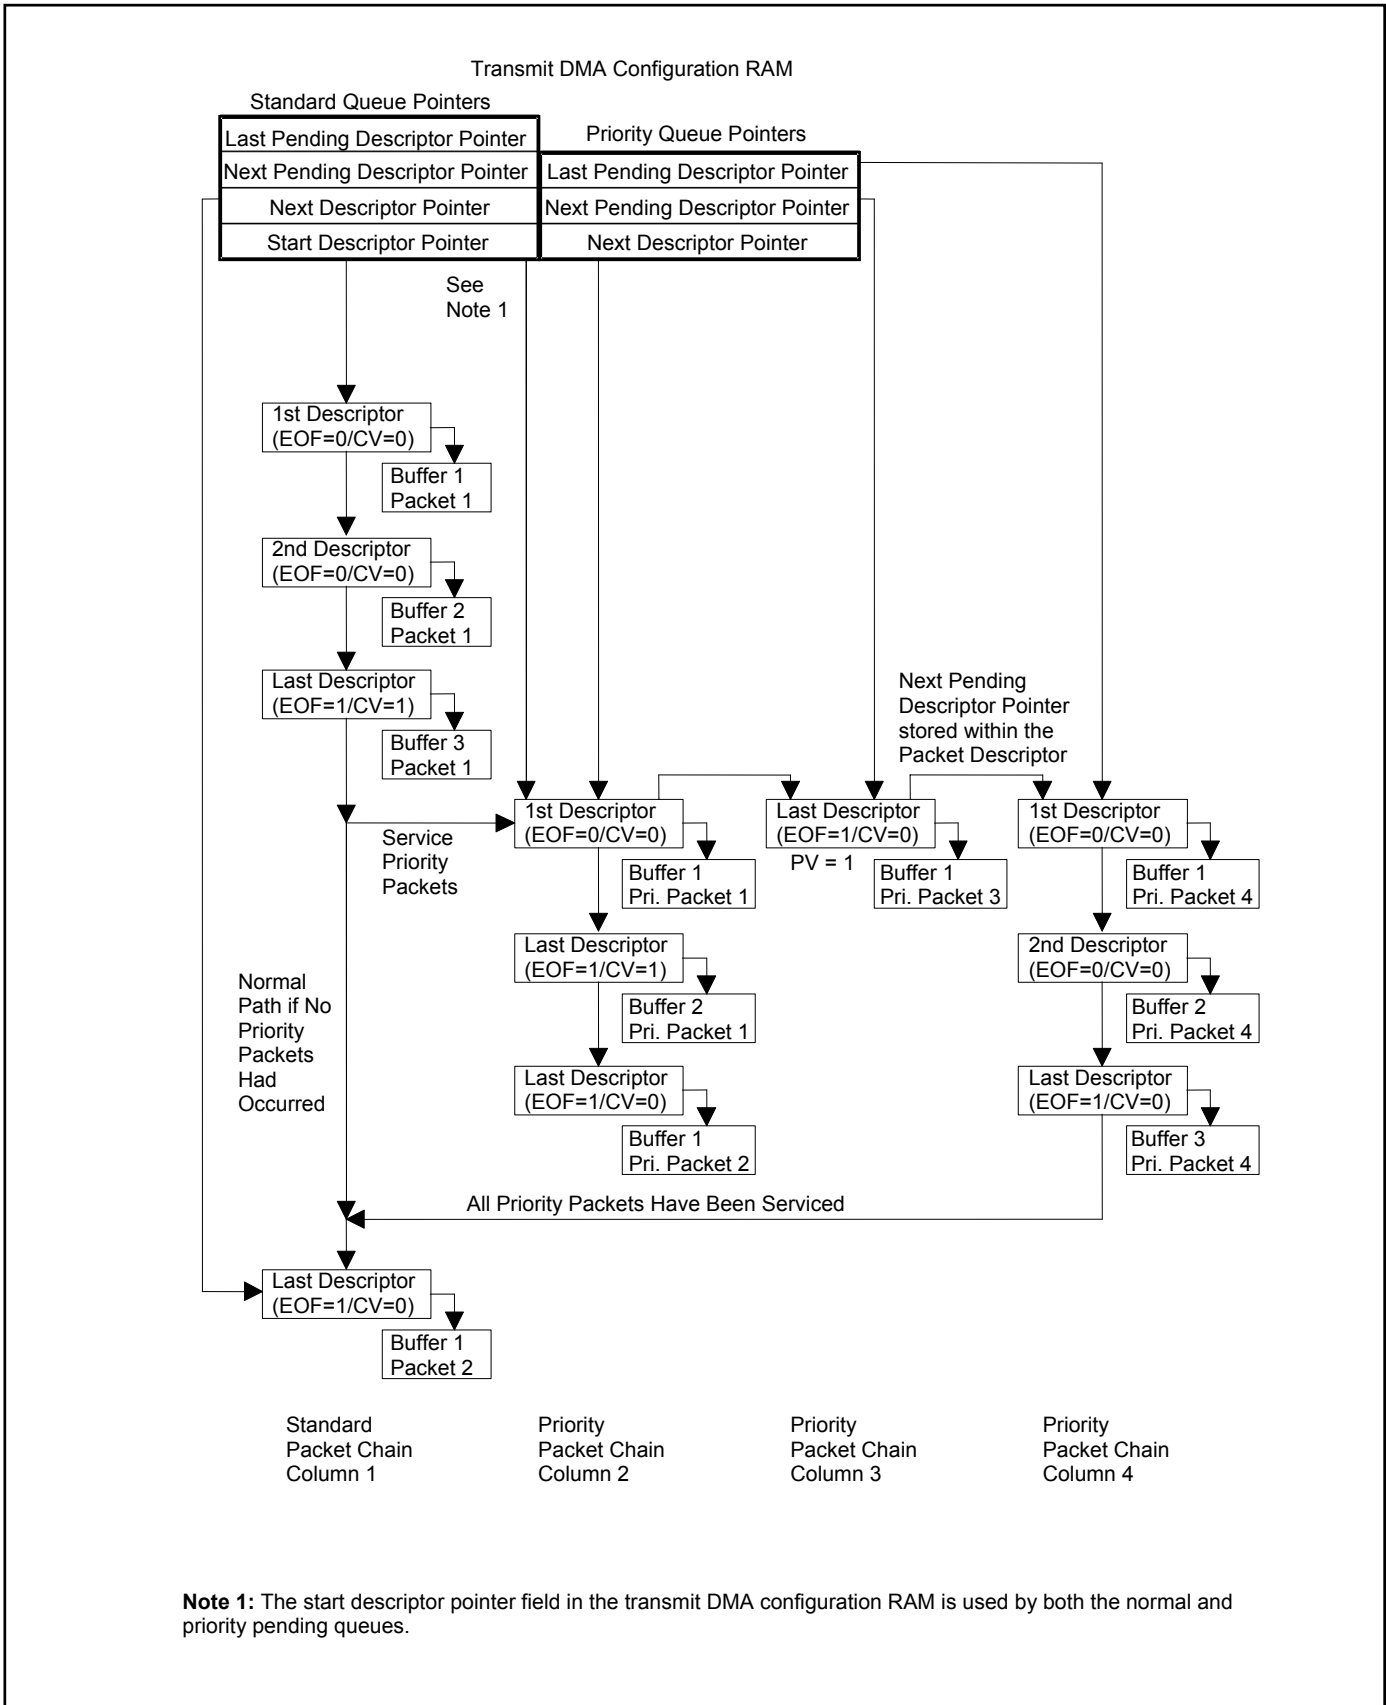 Transmit DMA Configuration RAM
Standard Queue Pointers
Priority Queue Pointers
Last Pending Descriptor Pointer
Next Pending Descriptor Pointer
Next Descriptor Pointer
Start Descriptor Pointer
Last Pending Descriptor Pointer
Next Pending Descriptor Pointer
Next Descriptor Pointer
See
Note 1
1st Descriptor
(EOF=0/CV=0)
Buffer 1
Packet 1
2nd Descriptor
(EOF=0/CV=0)
Buffer 2
Packet 1
Last Descriptor
(EOF=1/CV=1)
Buffer 3
Packet 1
Next Pending
Descriptor Pointer
stored within the
Packet Descriptor
Service
Priority
Packets
1st Descriptor
(EOF=0/CV=0)
Buffer 1
Pri. Packet 1
Last Descriptor
(EOF=1/CV=0)
PV = 1
Buffer 1
Pri. Packet 3
1st Descriptor
(EOF=0/CV=0)
Buffer 1
Pri. Packet 4
Last Descriptor
(EOF=1/CV=1)
Buffer 2
Pri. Packet 1
2nd Descriptor
(EOF=0/CV=0)
Buffer 2
Pri. Packet 4
Normal
Path if No
Priority
Packets
Had
Occurred
Last Descriptor
(EOF=1/CV=0)
Buffer 1
Pri. Packet 2
Last Descriptor
(EOF=1/CV=0)
Buffer 3
Pri. Packet 4
All Priority Packets Have Been Serviced
Last Descriptor
(EOF=1/CV=0)
Buffer 1
Packet 2
Standard
Packet Chain
Column 1
Priority
Packet Chain
Column 2
Priority
Packet Chain
Column 3
Priority
Packet Chain
Column 4
Note 1: The start descriptor pointer field in the transmit DMA configuration RAM is used by both the normal and
priority pending queues.